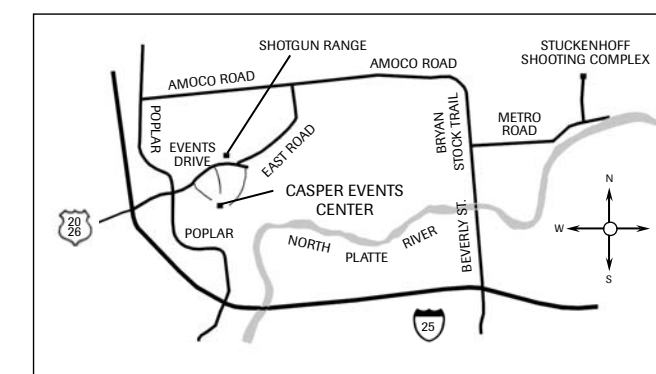 SHOTGUN RANGE
STUCKENHOFF
SHOOTING COMPLEX
AMOCO ROAD
AMOCO ROAD
POPLAR
EVENTS
DRIVE
EAST ROAD
BRYAN
STOCK TRAIL
METRO
ROAD
CASPER EVENTS
CENTER
N
W
S
20
26
POPLAR
NORTH
PLATTE
RIVER
BEVERLY ST.
25